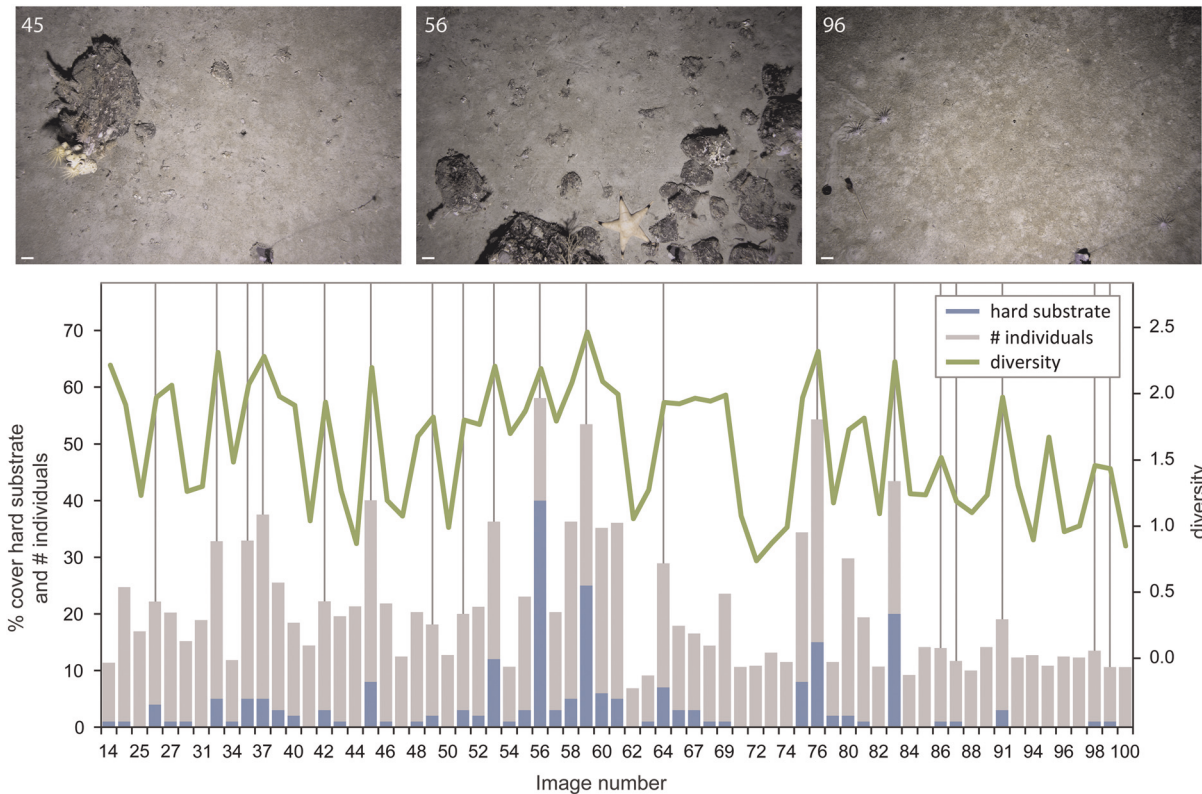 45
56
96
hard substrate
# individuals
diversity
% cover hard substrate
and # individuals
70
60
50
40
30
20
10
0
2.5
2.0
1.5
1.0
0.5
0.0
diversity
14 25 27 31 34 37 40 42 44 48 50 52 54 56 58 60 62 64 67 69 72 74 76 80 82 84 86 88 91 94 96 98 100
Image number